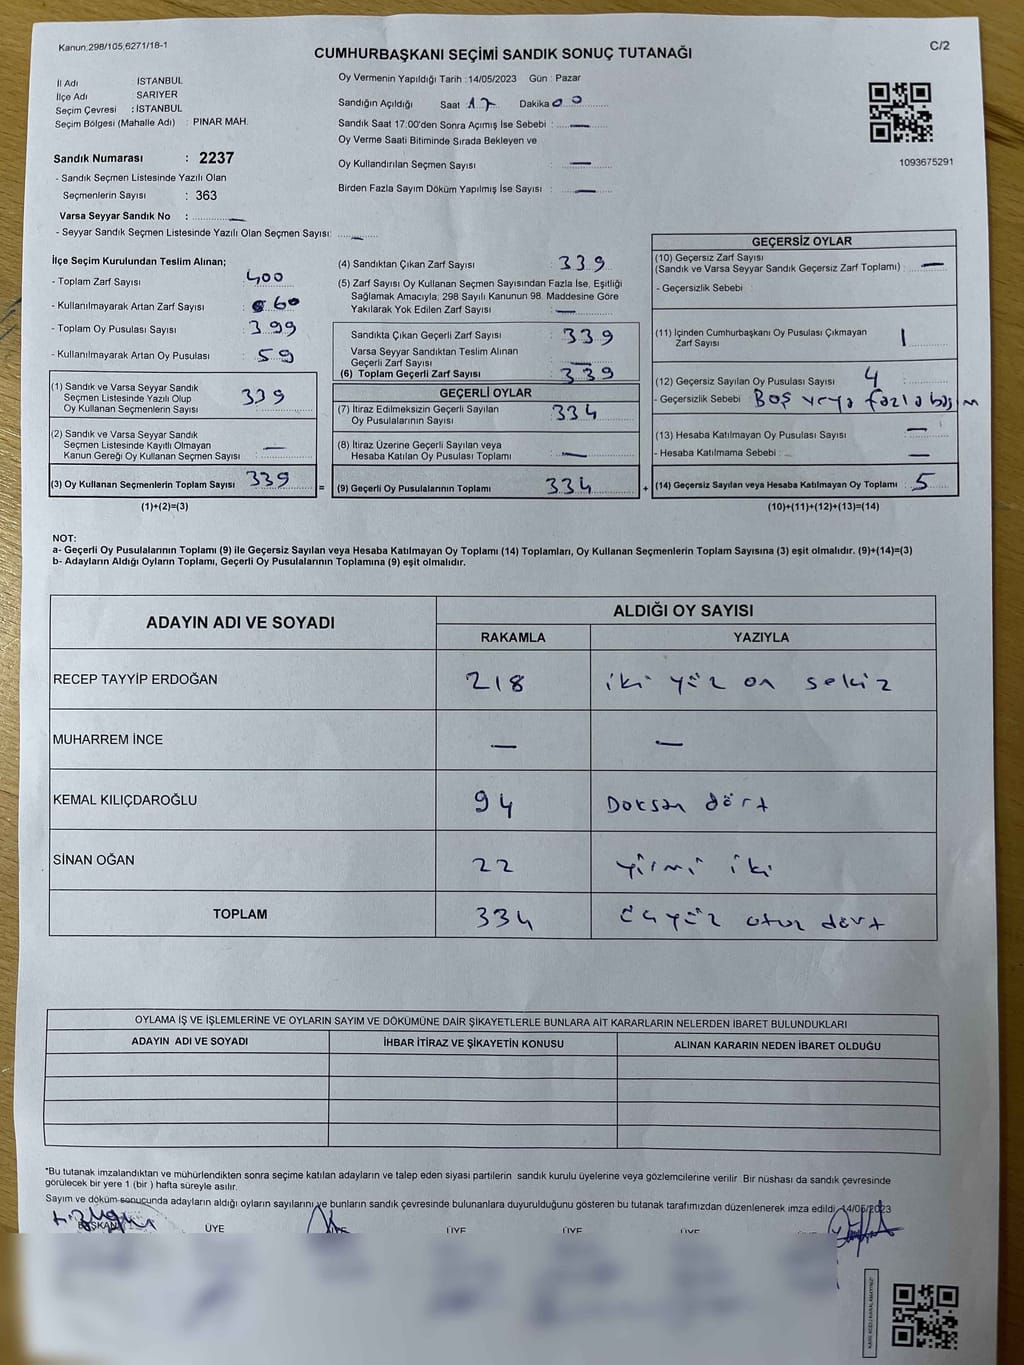 Kanun,298/105,6271/18-1
C/2
CUMHURBAŞKANI SEÇİMİ SANDIK SONUÇ TUTANAĞI
İl Adı : İSTANBUL
İlçe Adı : SARIYER
Seçim Çevresi : İSTANBUL
Seçim Bölgesi (Mahalle Adı) : PINAR MAH.
Sandık Numarası : 2237
- Sandık Seçmen Listesinde Yazılı Olan
Seçmenlerin Sayısı : 363
Varsa Seyyar Sandık No : —
- Seyyar Sandık Seçmen Listesinde Yazılı Olan Seçmen Sayısı: —
Oy Vermenin Yapıldığı Tarih :14/05/2023 Gün : Pazar
Sandığın Açıldığı Saat 17 Dakika 00
Sandık Saat 17:00'den Sonra Açımış İse Sebebi : —
Oy Verme Saati Bitiminde Sırada Bekleyen ve
Oy Kullandırılan Seçmen Sayısı : —
Birden Fazla Sayım Döküm Yapılmış İse Sayısı : —
1093675291
İlçe Seçim Kurulundan Teslim Alınan;
- Toplam Zarf Sayısı : 400
- Kullanılmayarak Artan Zarf Sayısı : 60
- Toplam Oy Pusulası Sayısı : 399
- Kullanılmayarak Artan Oy Pusulası : 59
(1) Sandık ve Varsa Seyyar Sandık
Seçmen Listesinde Yazılı Olup
Oy Kullanan Seçmenlerin Sayısı : 339
(2) Sandık ve Varsa Seyyar Sandık
Seçmen Listesinde Kayıtlı Olmayan
Kanun Gereği Oy Kullanan Seçmen Sayısı : —
(3) Oy Kullanan Seçmenlerin Toplam Sayısı : 339
(1)+(2)=(3)
(4) Sandıktan Çıkan Zarf Sayısı : 339
(5) Zarf Sayısı Oy Kullanan Seçmen Sayısından Fazla İse, Eşitliği
Sağlamak Amacıyla; 298 Sayılı Kanunun 98. Maddesine Göre
Yakılarak Yok Edilen Zarf Sayısı : —
Sandıkta Çıkan Geçerli Zarf Sayısı : 339
Varsa Seyyar Sandıktan Teslim Alınan
Geçerli Zarf Sayısı : —
(6) Toplam Geçerli Zarf Sayısı : 339
GEÇERLİ OYLAR
(7) İtiraz Edilmeksizin Geçerli Sayılan
Oy Pusulalarının Sayısı : 334
(8) İtiraz Üzerine Geçerli Sayılan veya
Hesaba Katılan Oy Pusulası Toplamı : —
= (9) Geçerli Oy Pusulalarının Toplamı : 334 +
GEÇERSİZ OYLAR
(10) Geçersiz Zarf Sayısı
(Sandık ve Varsa Seyyar Sandık Geçersiz Zarf Toplamı) : —
- Geçersizlik Sebebi :
(11) İçinden Cumhurbaşkanı Oy Pusulası Çıkmayan
Zarf Sayısı : 1
(12) Geçersiz Sayılan Oy Pusulası Sayısı : 4
- Geçersizlik Sebebi : Boş veya fazla basım
(13) Hesaba Katılmayan Oy Pusulası Sayısı : —
- Hesaba Katılmama Sebebi : —
(14) Geçersiz Sayılan veya Hesaba Katılmayan Oy Toplamı : 5
(10)+(11)+(12)+(13)=(14)
NOT:
a- Geçerli Oy Pusulalarının Toplamı (9) ile Geçersiz Sayılan veya Hesaba Katılmayan Oy Toplamı (14) Toplamları, Oy Kullanan Seçmenlerin Toplam Sayısına (3) eşit olmalıdır. (9)+(14)=(3)
b- Adayların Aldığı Oyların Toplamı, Geçerli Oy Pusulalarının Toplamına (9) eşit olmalıdır.
ADAYIN ADI VE SOYADI
ALDIĞI OY SAYISI
RAKAMLA YAZIYLA
RECEP TAYYİP ERDOĞAN 218 iki yüz on sekiz
MUHARREM İNCE — —
KEMAL KILIÇDAROĞLU 94 Doksan dört
SİNAN OĞAN 22 yirmi iki
TOPLAM 334 üçyüz otuz dört
OYLAMA İŞ VE İŞLEMLERİNE VE OYLARIN SAYIM VE DÖKÜMÜNE DAİR ŞİKAYETLERLE BUNLARA AİT KARARLARIN NELERDEN İBARET BULUNDUKLARI
ADAYIN ADI VE SOYADI İHBAR İTİRAZ VE ŞİKAYETİN KONUSU ALINAN KARARIN NEDEN İBARET OLDUĞU
*Bu tutanak imzalandıktan ve mühürlendikten sonra seçime katılan adayların ve talep eden siyasi partilerin sandık kurulu üyelerine veya gözlemcilerine verilir Bir nüshası da sandık çevresinde
görülecek bir yere 1 (bir ) hafta süreyle asılır.
Sayım ve döküm sonucunda adayların aldığı oyların sayılarını ve bunların sandık çevresinde bulunanlara duyurulduğunu gösteren bu tutanak tarafımızdan düzenlenerek imza edildi. 14/05/2023
BAŞKAN ÜYE ÜYE ÜYE ÜYE ÜYE